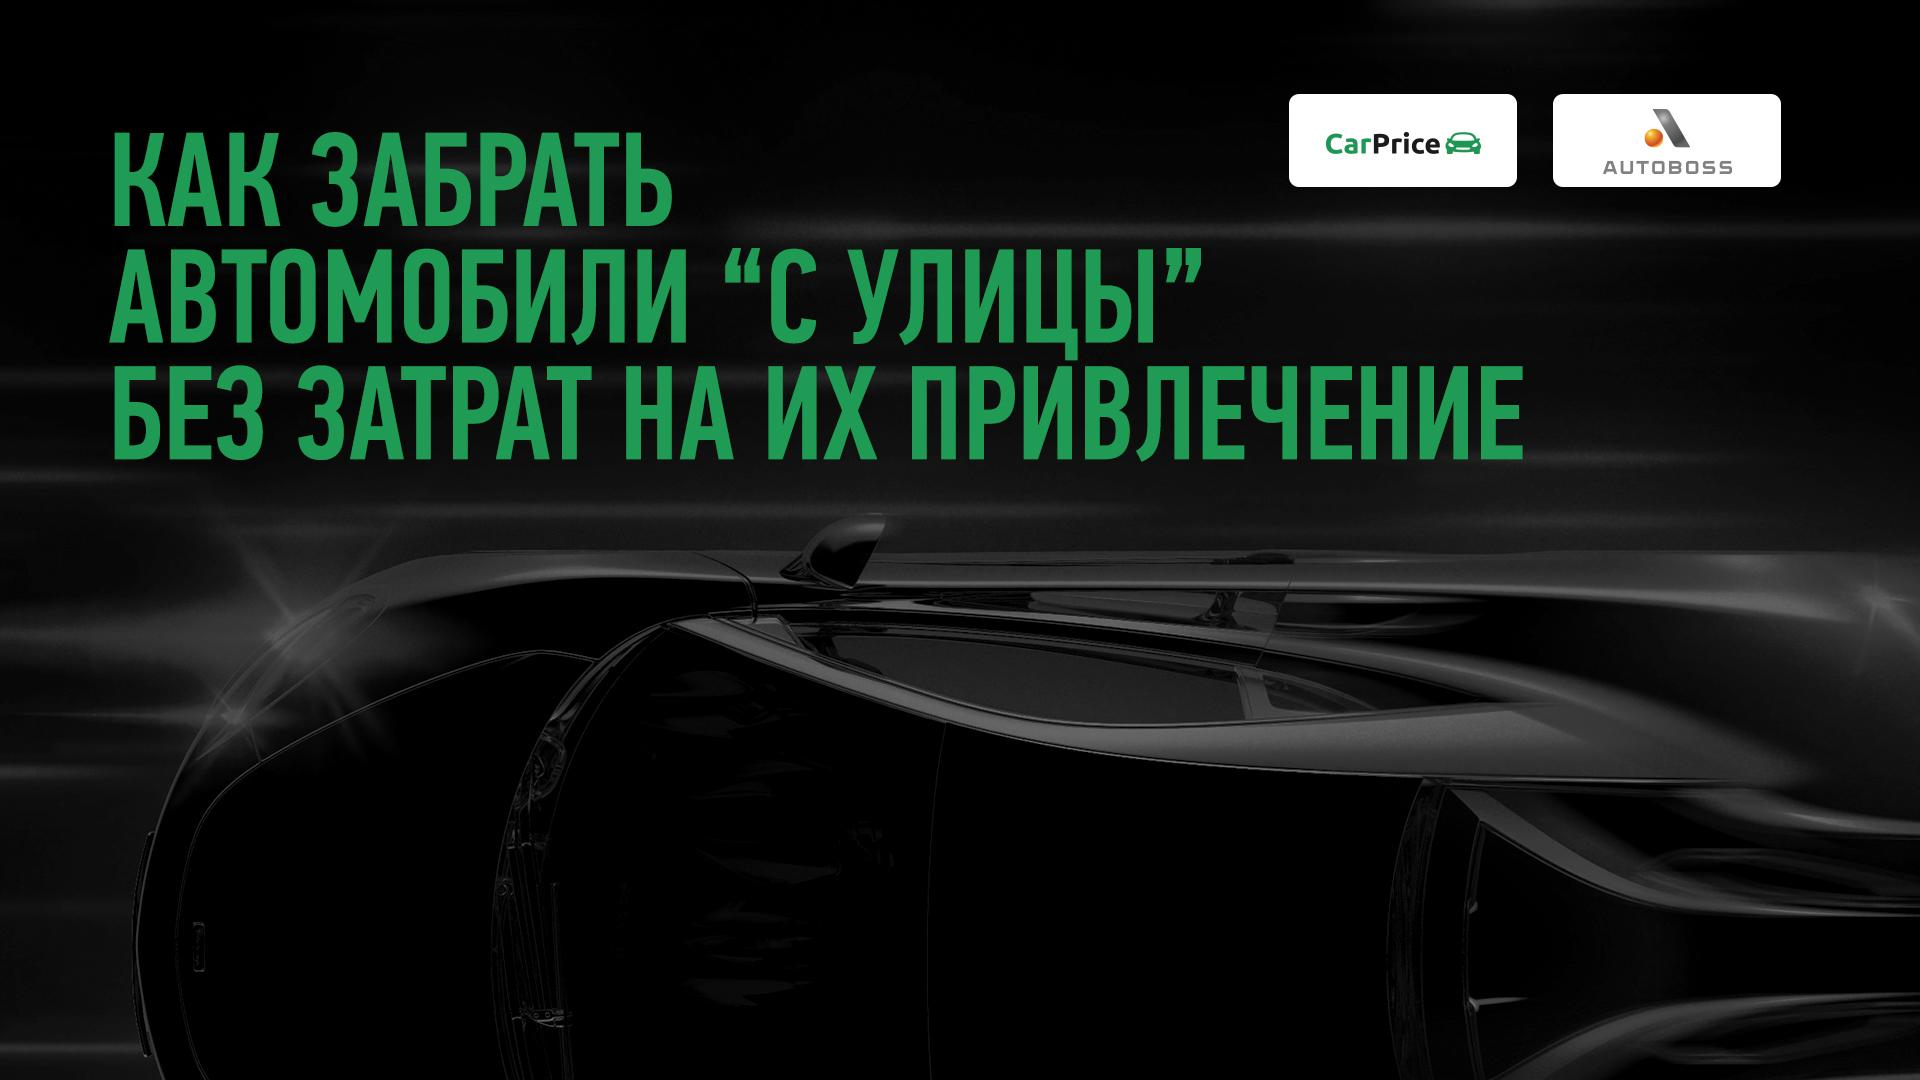 КАК ЗАБРАТЬ
АВТОМОБИЛИ “С УЛИЦЫ”
БЕЗ ЗАТРАТ НА ИХ ПРИВЛЕЧЕНИЕ
CarPrice
AUTOBOSS